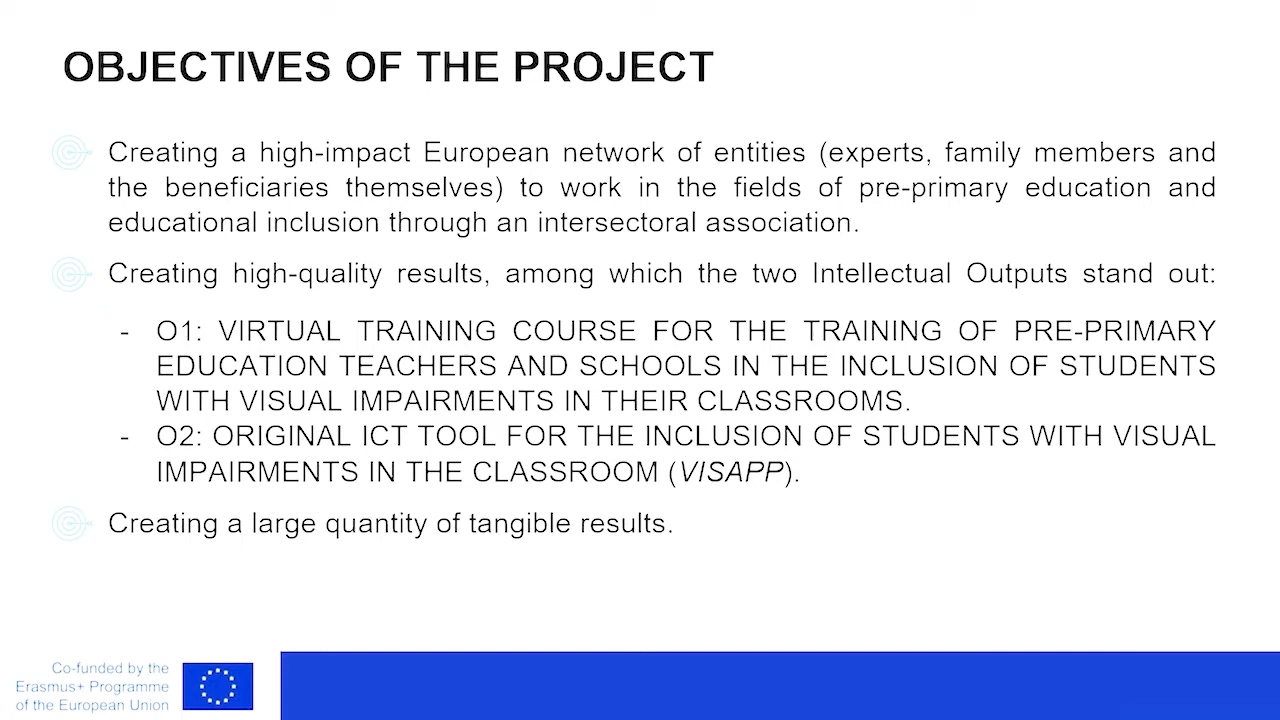 OBJECTIVES OF THE PROJECT
Creating a high-impact European network of entities (experts, family members and
the beneficiaries themselves) to work in the fields of pre-primary education and
educational inclusion through an intersectoral association.
Creating high-quality results, among which the two Intellectual Outputs stand out:
- O1: VIRTUAL TRAINING COURSE FOR THE TRAINING OF PRE-PRIMARY
EDUCATION TEACHERS AND SCHOOLS IN THE INCLUSION OF STUDENTS
WITH VISUAL IMPAIRMENTS IN THEIR CLASSROOMS.
- O2: ORIGINAL ICT TOOL FOR THE INCLUSION OF STUDENTS WITH VISUAL
IMPAIRMENTS IN THE CLASSROOM (VISAPP).
Creating a large quantity of tangible results.
Co-funded by the
Erasmus+ Programme
of the European Union